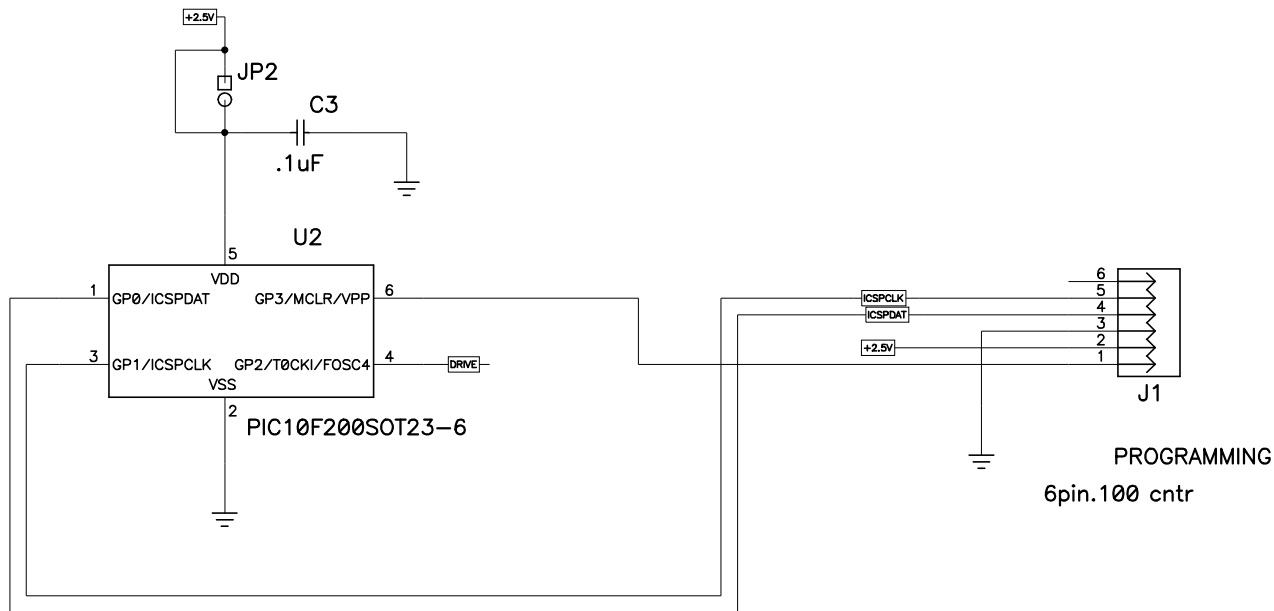 +2.5V
JP2
C3
.1uF
U2
5
VDD
1
GP0/ICSPDAT
GP3/MCLR/VPP
6
3
GP1/ICSPCLK
GP2/T0CKI/FOSC4
4
DRIVE
VSS
2
PIC10F200SOT23-6
6
ICSPCLK
5
ICSPDAT
4
3
+2.5V
2
1
J1
PROGRAMMING
6pin.100 cntr